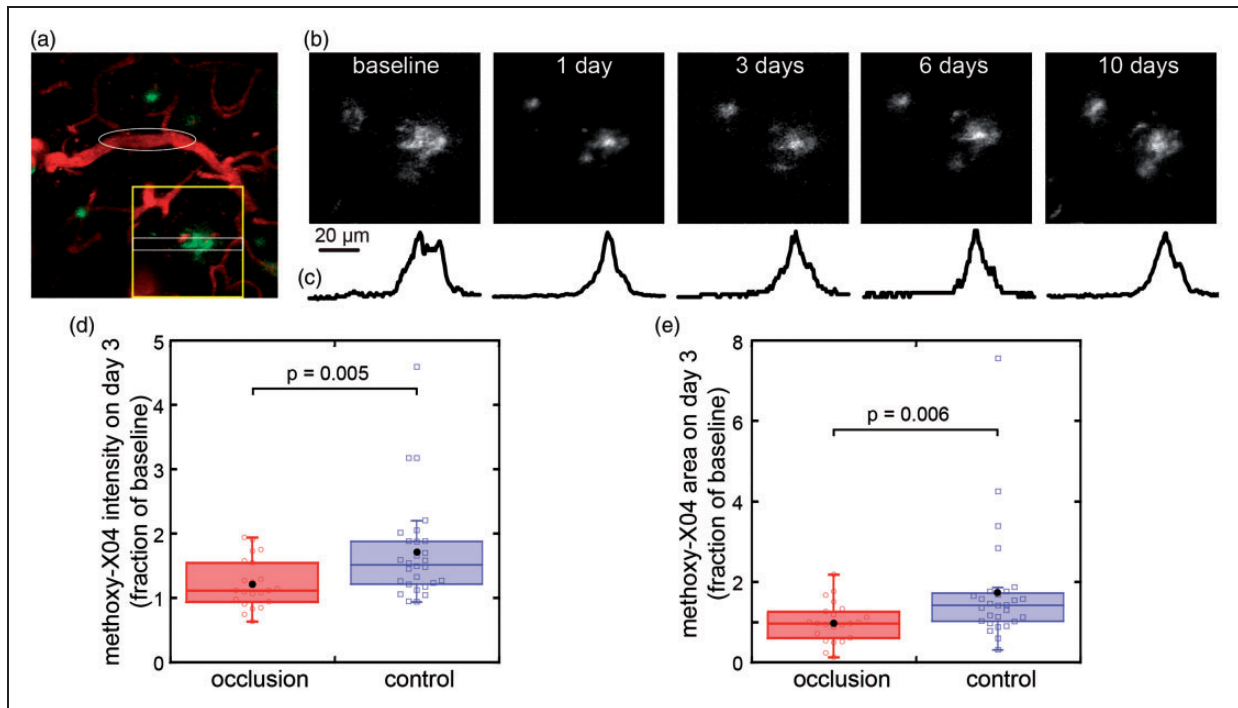 (a)
(b)
baseline
1 day
3 days
6 days
10 days
20 μm
(c)
(d)
methoxy-X04 intensity on day 3
(fraction of baseline)
5
4
3
2
1
0
p = 0.005
occlusion
control
(e)
methoxy-X04 area on day 3
(fraction of baseline)
8
6
4
2
0
p = 0.006
occlusion
control